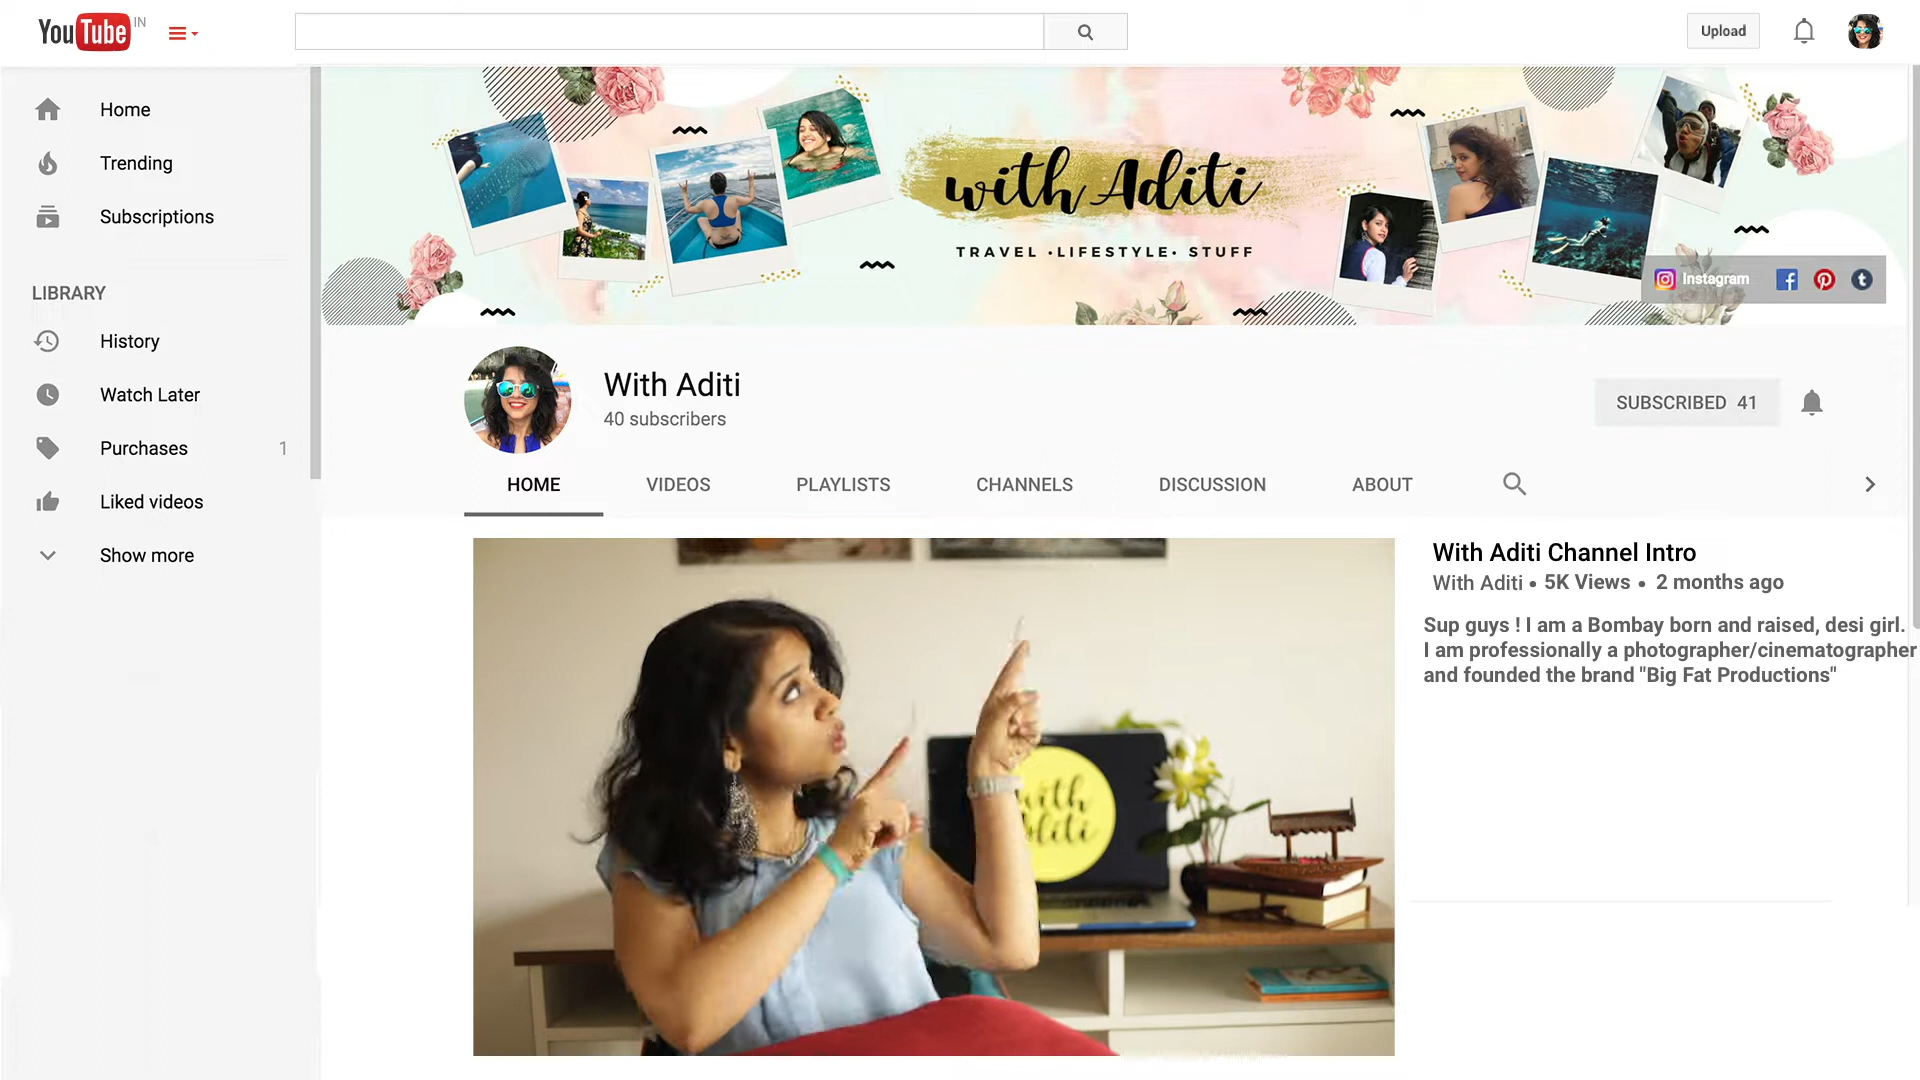 YouTube IN
Upload
Home
Trending
Subscriptions
LIBRARY
History
Watch Later
Purchases 1
Liked videos
Show more
with Aditi
TRAVEL • LIFESTYLE • STUFF
Instagram
With Aditi
40 subscribers
SUBSCRIBED 41
HOME VIDEOS PLAYLISTS CHANNELS DISCUSSION ABOUT
with
Aditi
With Aditi Channel Intro
With Aditi • 5K Views • 2 months ago
Sup guys ! I am a Bombay born and raised, desi girl.
I am professionally a photographer/cinematographer
and founded the brand "Big Fat Productions"